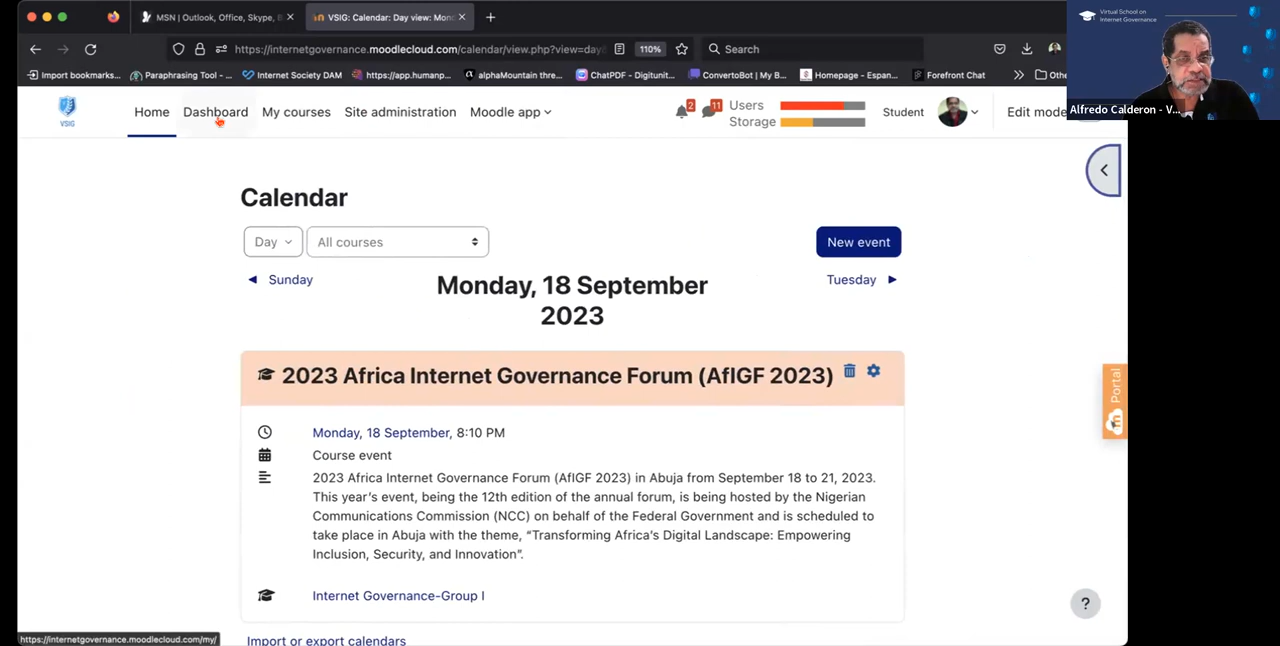 MSN | Outlook, Office, Skype, B
VSIG: Calendar: Day view: Mon
https://internetgovernance.moodlecloud.com/calendar/view.php?view=day
110%
Search
Import bookmarks...
Paraphrasing Tool - ...
Internet Society DAM
https://app.humanp...
alphaMountain thre...
ChatPDF - Digitunit...
ConvertoBot | My B...
Homepage - Espan...
Forefront Chat
Virtual School on
Internet Governance
Alfredo Calderon - V...
VSIG
Home
Dashboard
My courses
Site administration
Moodle app
2
11
Users
Storage
Student
Edit mode
Calendar
Day
All courses
New event
Sunday
Monday, 18 September
2023
Tuesday
2023 Africa Internet Governance Forum (AfIGF 2023)
Monday, 18 September, 8:10 PM
Course event
2023 Africa Internet Governance Forum (AfIGF 2023) in Abuja from September 18 to 21, 2023.
This year's event, being the 12th edition of the annual forum, is being hosted by the Nigerian
Communications Commission (NCC) on behalf of the Federal Government and is scheduled to
take place in Abuja with the theme, “Transforming Africa's Digital Landscape: Empowering
Inclusion, Security, and Innovation”.
Internet Governance-Group I
Portal
?
Import or export calendars
https://internetgovernance.moodlecloud.com/my/